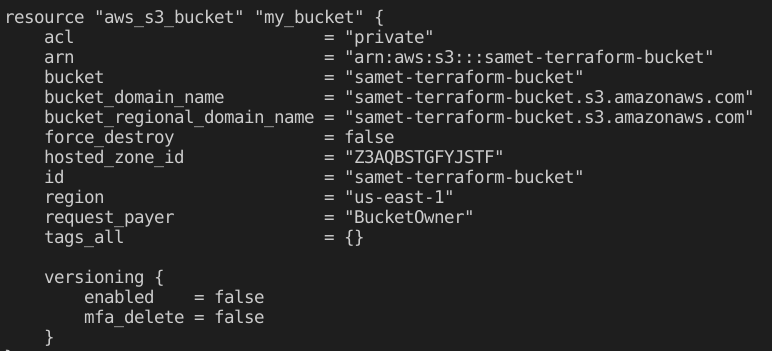 resource "aws_s3_bucket" "my_bucket" {
    acl                         = "private"
    arn                         = "arn:aws:s3:::samet-terraform-bucket"
    bucket                      = "samet-terraform-bucket"
    bucket_domain_name          = "samet-terraform-bucket.s3.amazonaws.com"
    bucket_regional_domain_name = "samet-terraform-bucket.s3.amazonaws.com"
    force_destroy               = false
    hosted_zone_id              = "Z3AQBSTGFYJSTF"
    id                          = "samet-terraform-bucket"
    region                      = "us-east-1"
    request_payer               = "BucketOwner"
    tags_all                    = {}

    versioning {
        enabled    = false
        mfa_delete = false
    }